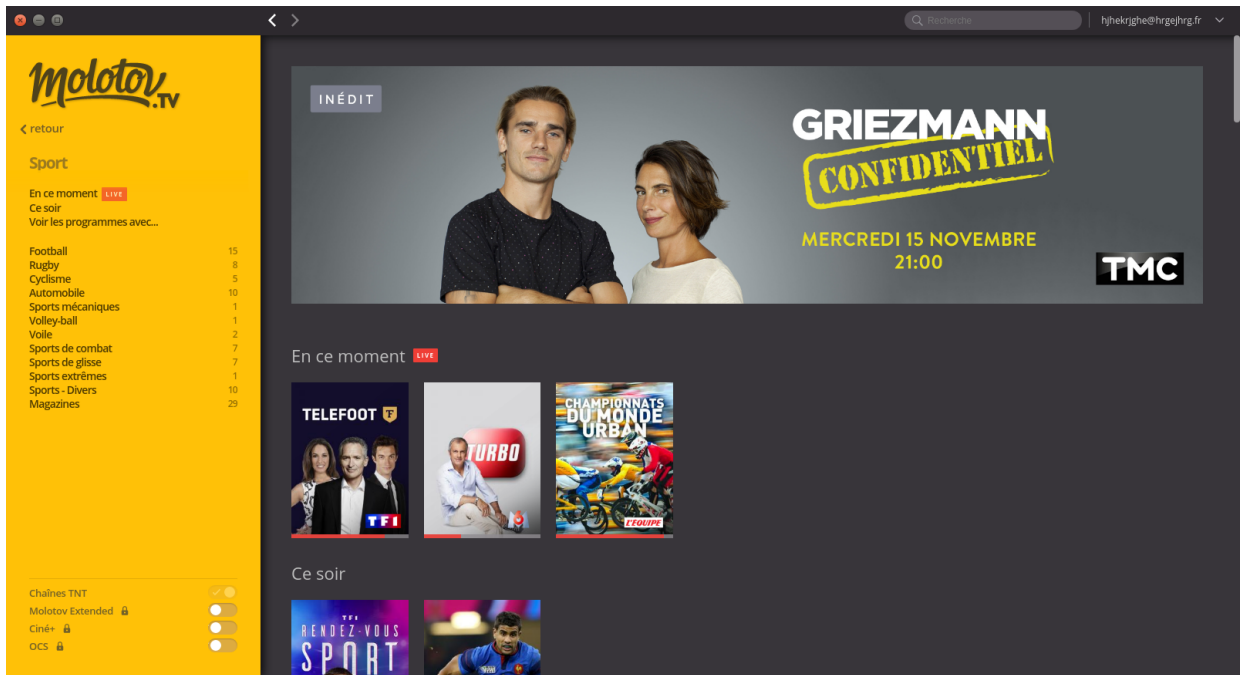 Recherche
hjhekrjghe@hrgejhrg.fr
molotov.TV
retour
Sport
En ce moment LIVE
Ce soir
Voir les programmes avec...
Football 15
Rugby 8
Cyclisme 5
Automobile 10
Sports mécaniques 1
Volley-ball 1
Voile 2
Sports de combat 7
Sports de glisse 7
Sports extrêmes 1
Sports - Divers 10
Magazines 29
Chaînes TNT
Molotov Extended
Ciné+
OCS
INÉDIT
GRIEZMANN
CONFIDENTIEL
MERCREDI 15 NOVEMBRE
21:00
TMC
En ce moment LIVE
TELEFOOT
TF1
TURBO
CHAMPIONNATS
DU MONDE
URBAN
L'EQUIPE
Ce soir
TF1
RENDEZ-VOUS
SPORT